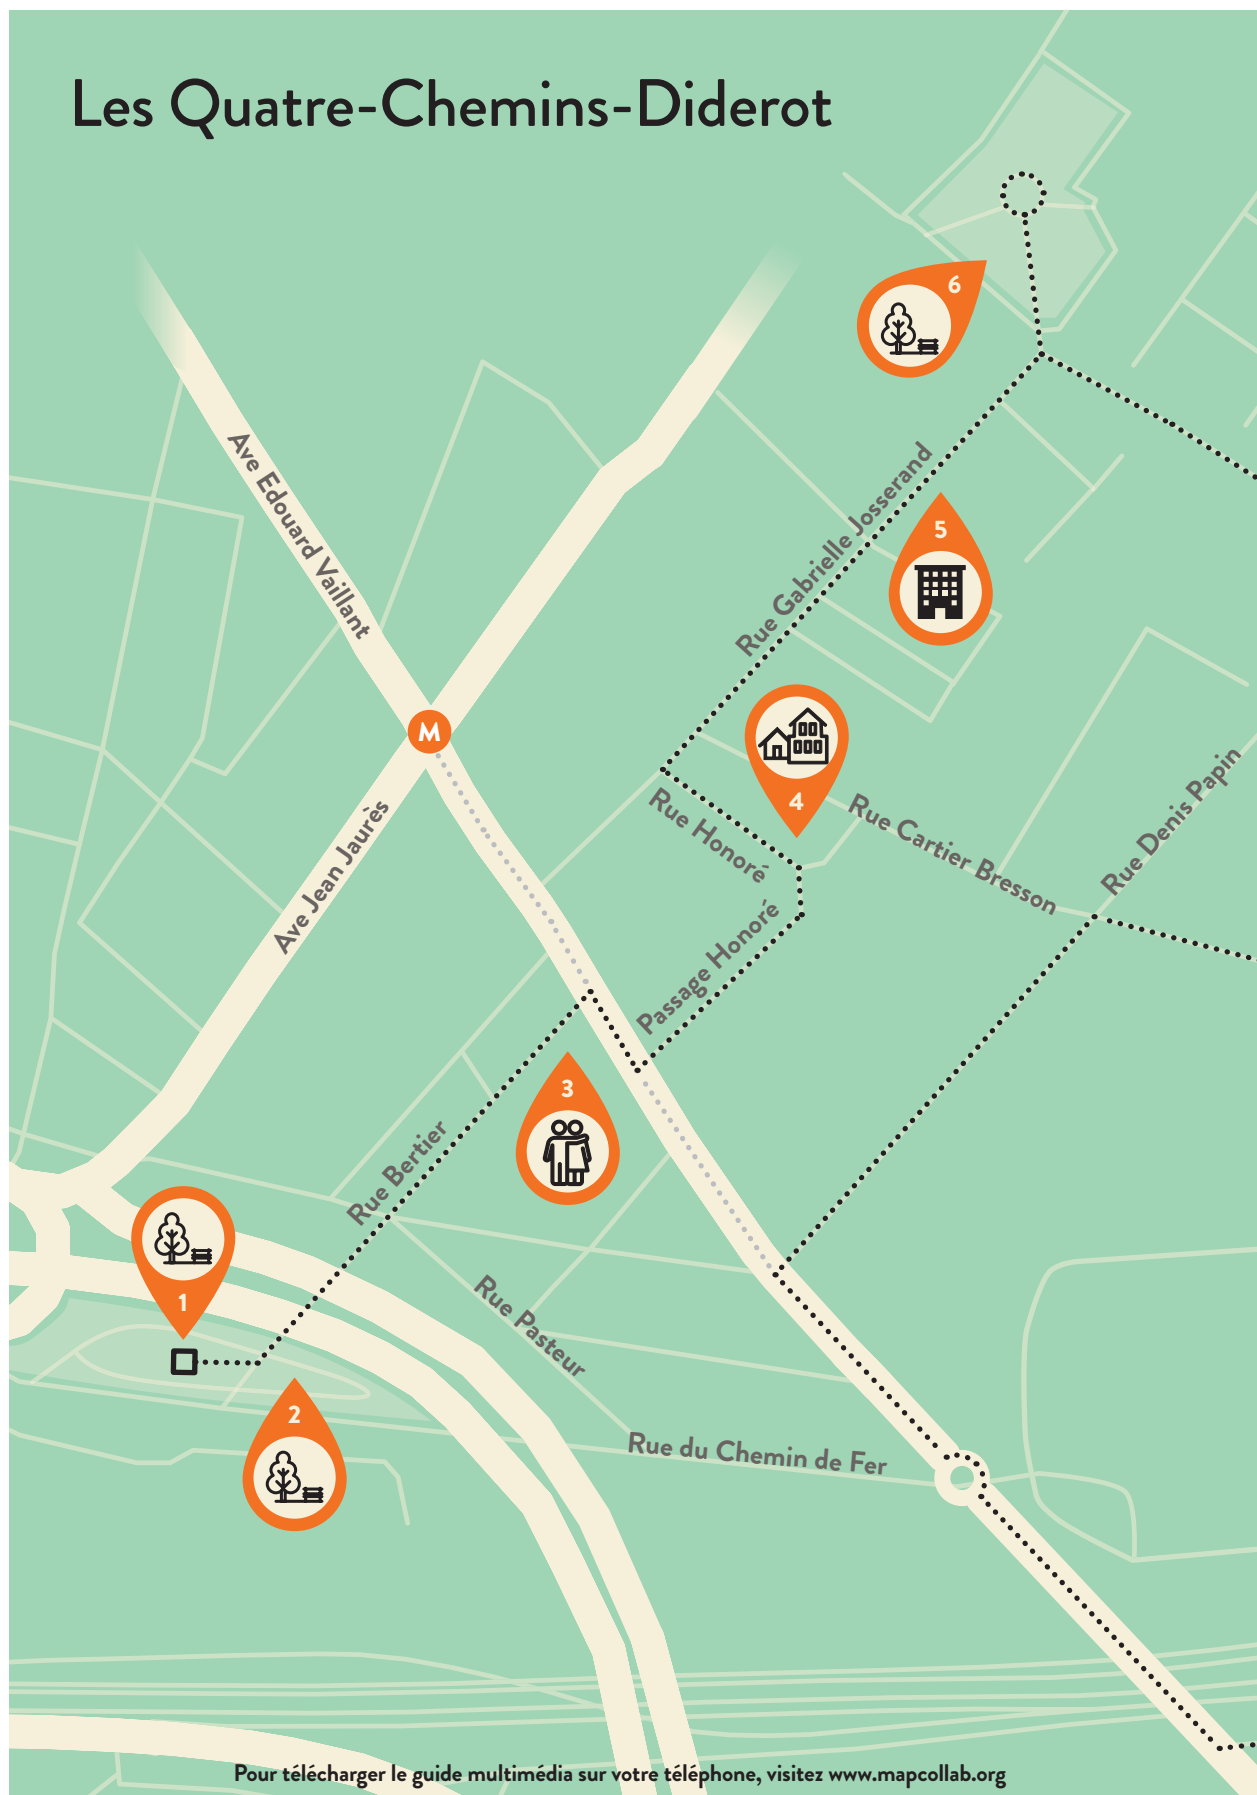 Les Quatre-Chemins-Diderot
6
Ave Edouard Vaillant
Rue Gabrielle Josserand
5
M
4
Rue Honorè
Rue Cartier Bresson
Rue Denis Papin
Ave Jean Jaurés
Passage Honoré
3
Rue Bertier
1
Rue Pasteur
2
Rue du Chemin de Fer
Pour télécharger le guide multimédia sur votre téléphone, visitez www.mapcollab.org